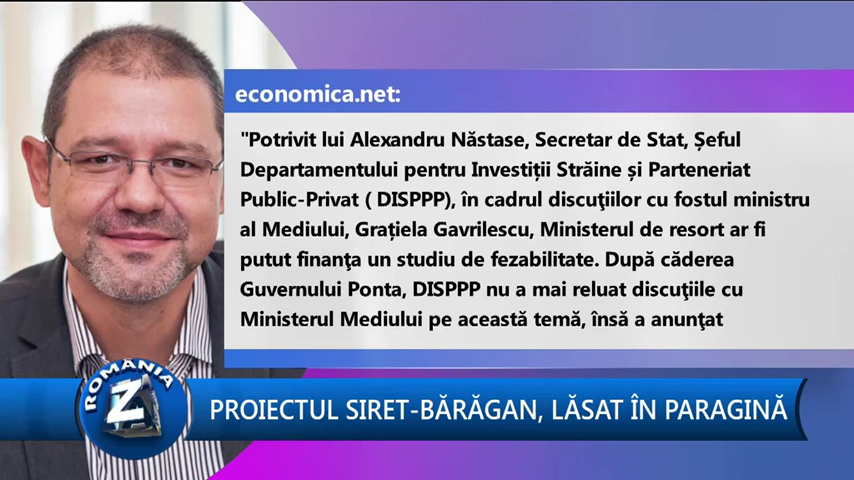 economica.net:
"Potrivit lui Alexandru Năstase, Secretar de Stat, Șeful
Departamentului pentru Investiții Străine și Parteneriat
Public-Privat ( DISPPP), în cadrul discuţiilor cu fostul ministru
al Mediului, Grațiela Gavrilescu, Ministerul de resort ar fi
putut finanţa un studiu de fezabilitate. După căderea
Guvernului Ponta, DISPPP nu a mai reluat discuţiile cu
Ministerul Mediului pe această temă, însă a anunţat
ROMANIA
Z
PROIECTUL SIRET-BĂRĂGAN, LĂSAT ÎN PARAGINĂ